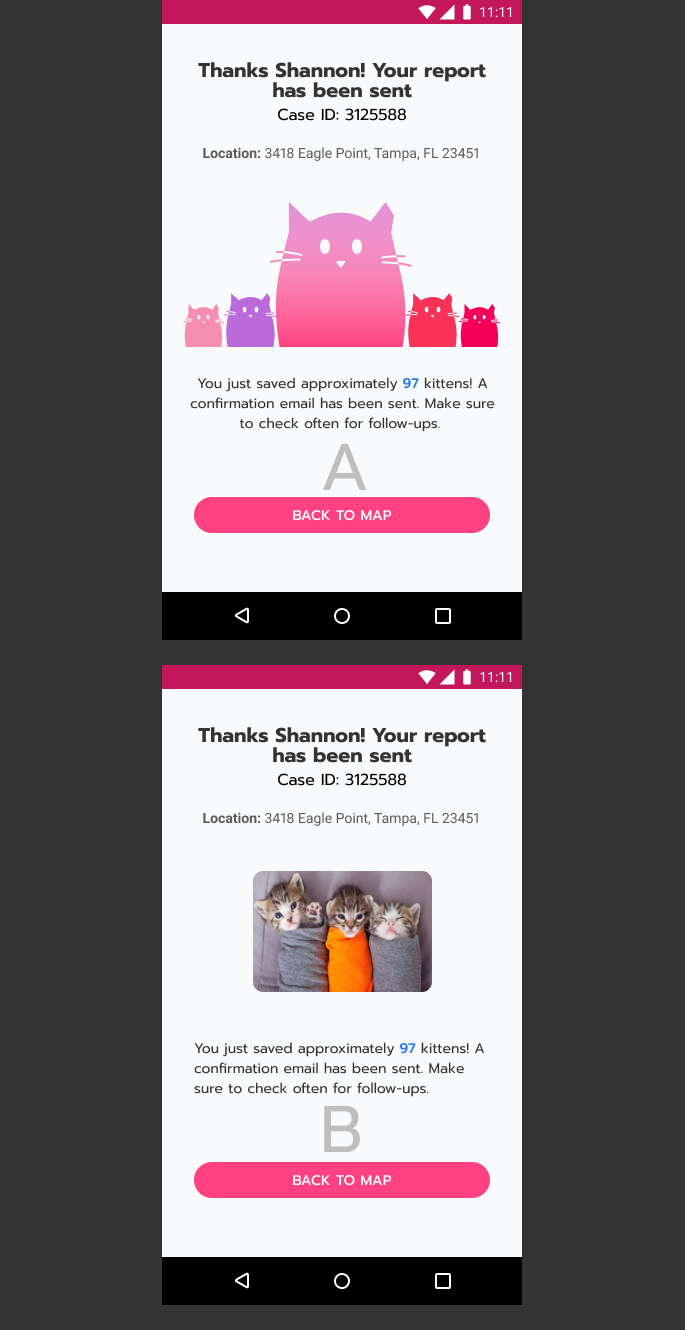 11:11
Thanks Shannon! Your report
has been sent
Case ID: 3125588
Location: 3418 Eagle Point, Tampa, FL 23451
You just saved approximately 97 kittens! A
confirmation email has been sent. Make sure
to check often for follow-ups.
A
BACK TO MAP
11:11
Thanks Shannon! Your report
has been sent
Case ID: 3125588
Location: 3418 Eagle Point, Tampa, FL 23451
You just saved approximately 97 kittens! A
confirmation email has been sent. Make
sure to check often for follow-ups.
B
BACK TO MAP